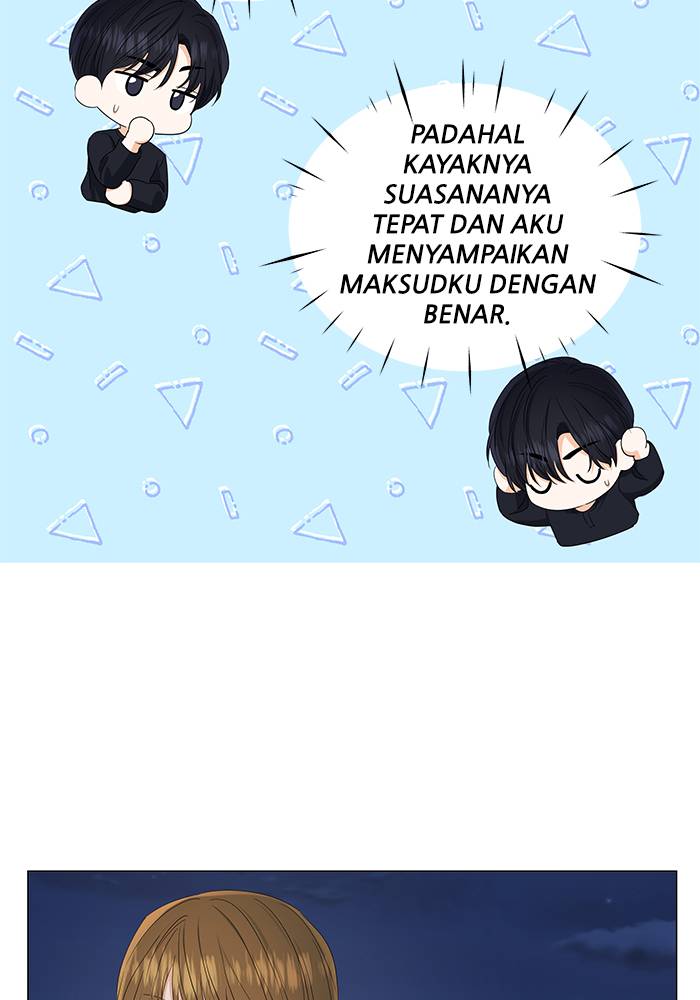 PADAHAL
KAYAKNYA
SUASANANYA
TEPAT DAN AKU
MENYAMPAIKAN
MAKSUDKU DENGAN
BENAR.